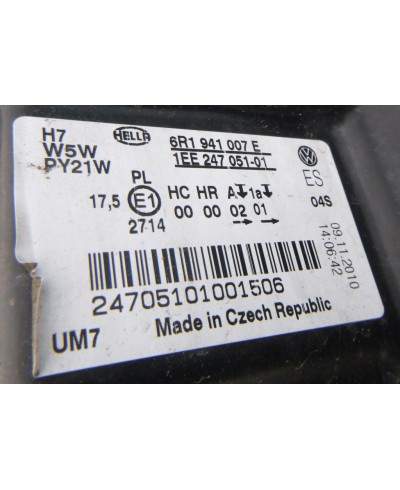 H7
W5W
PY21W
HELLA
6R1 941 007 E
1EE 247 051-01
ES
04S
PL
17,5 E1 HC HR A 1a
2714 00 00 02 01
09.11.2010
14:06:42
24705101001506
UM7
Made in Czech Republic